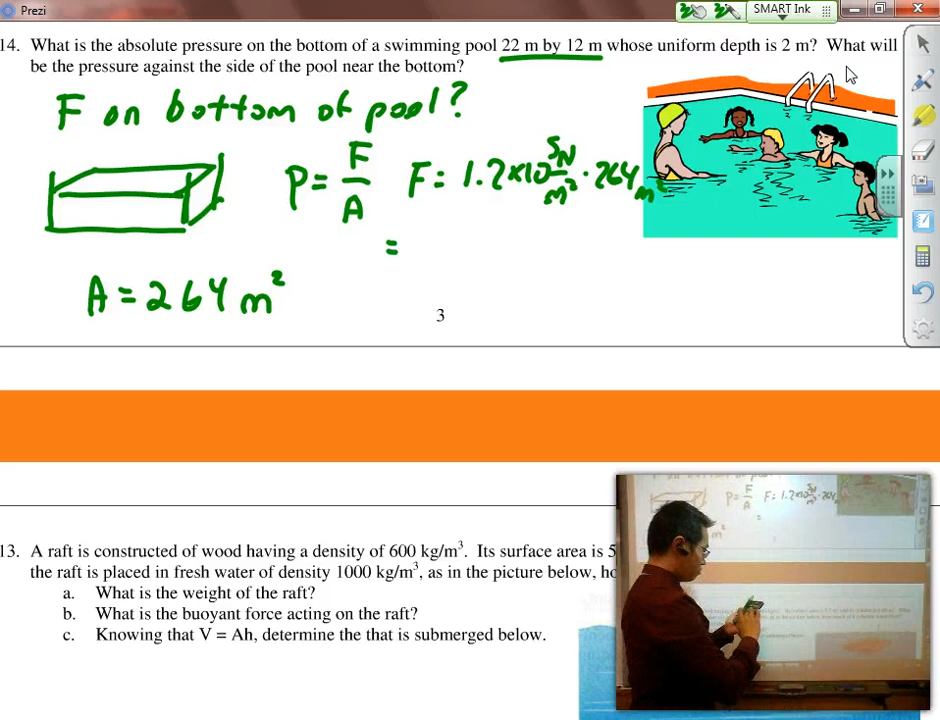 Prezi
SMART Ink
14. What is the absolute pressure on the bottom of a swimming pool 22 m by 12 m whose uniform depth is 2 m? What will
be the pressure against the side of the pool near the bottom?
F on bottom of pool?
P = F/A F = 1.2×10⁵ N/m² · 264 m²
=
A = 264 m²
3
13. A raft is constructed of wood having a density of 600 kg/m³. Its surface area is 5
the raft is placed in fresh water of density 1000 kg/m³, as in the picture below, ho
a. What is the weight of the raft?
b. What is the buoyant force acting on the raft?
c. Knowing that V = Ah, determine the that is submerged below.